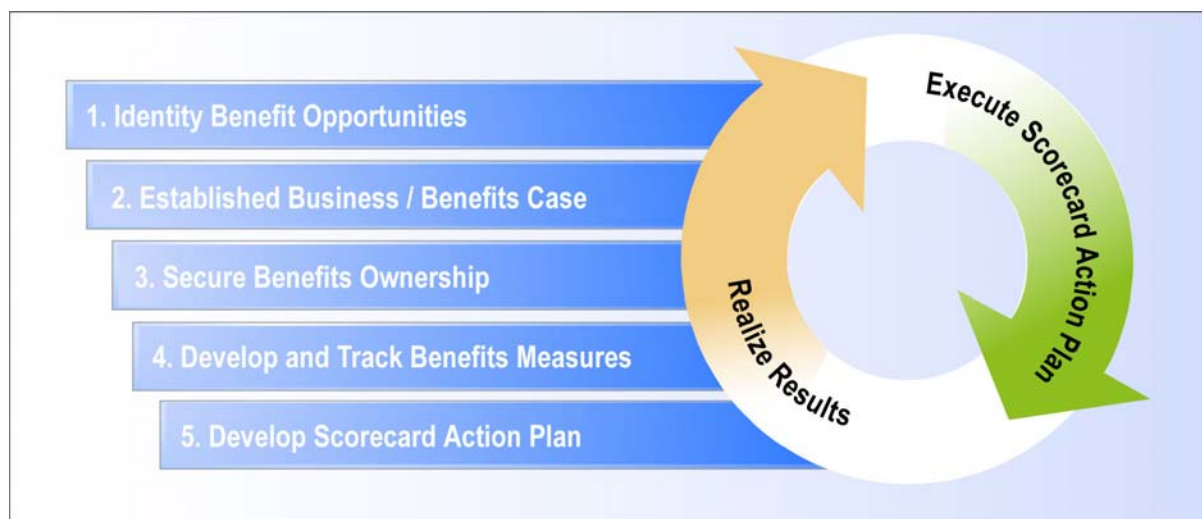 1. Identity Benefit Opportunities
2. Established Business / Benefits Case
3. Secure Benefits Ownership
4. Develop and Track Benefits Measures
5. Develop Scorecard Action Plan
Execute Scorecard Action Plan
Realize Results